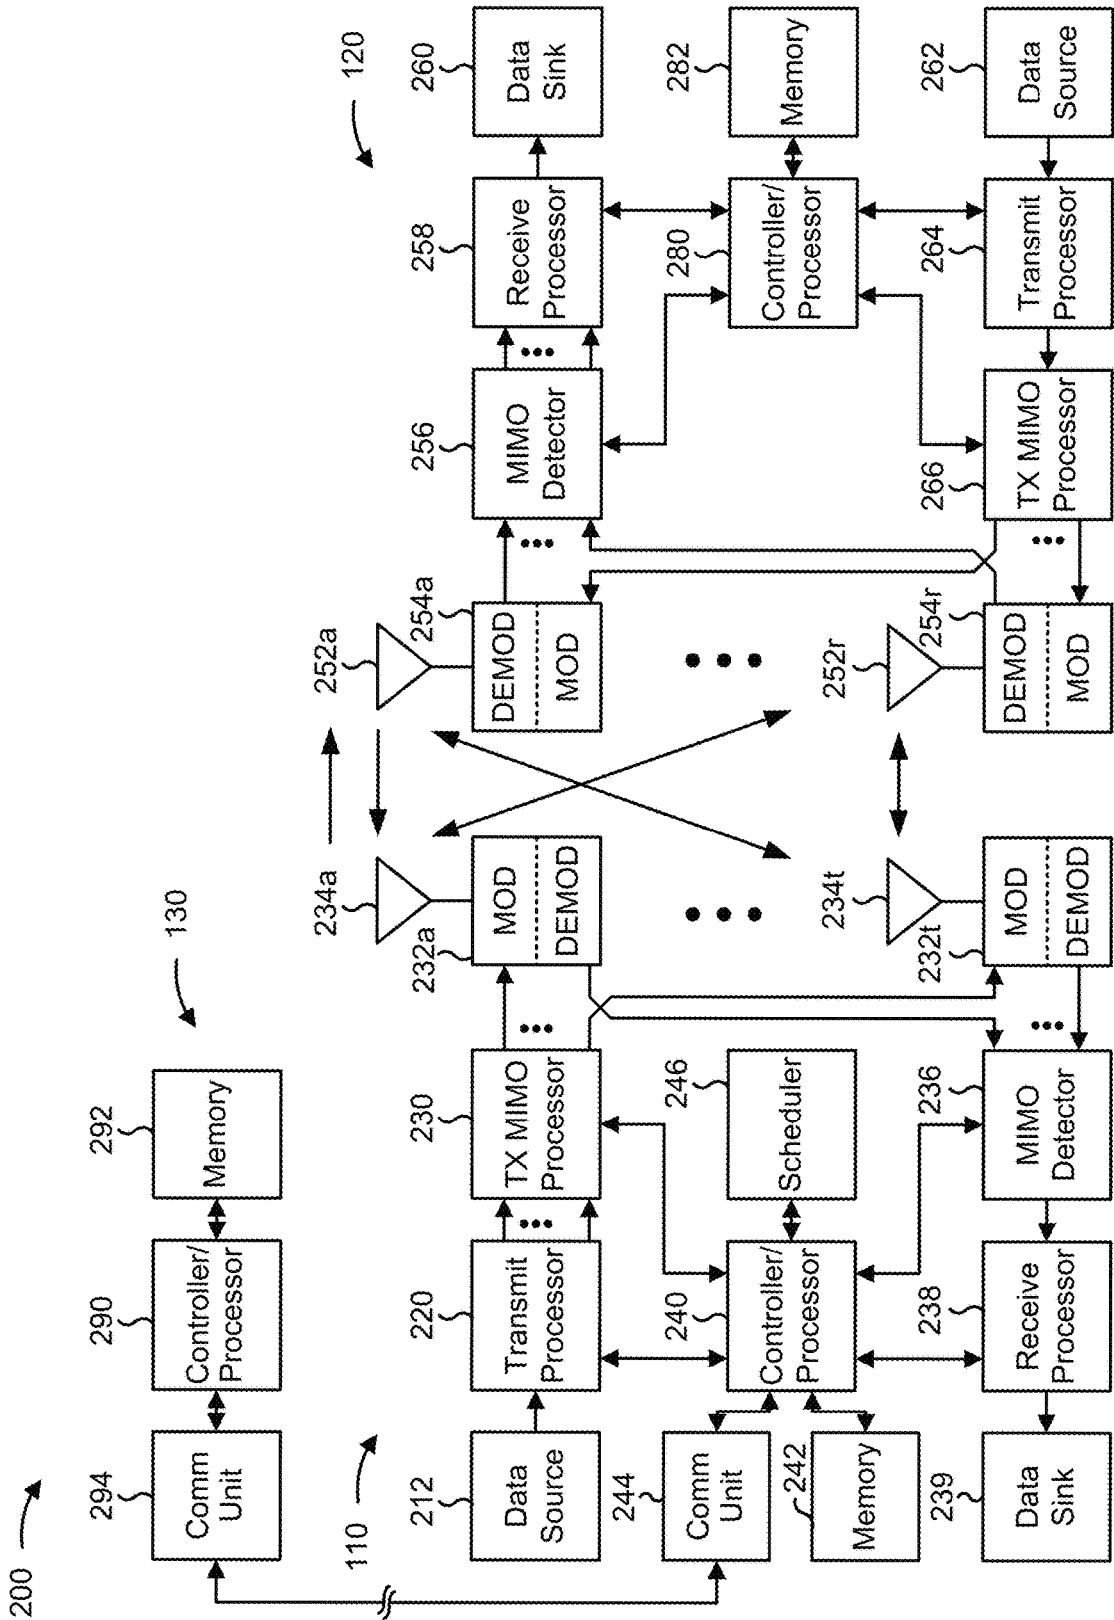 200
294
Comm
Unit
290
Controller/
Processor
292
Memory
130
110
212
Data
Source
220
Transmit
Processor
230
TX MIMO
Processor
232a
MOD
DEMOD
234a
252a
254a
DEMOD
MOD
256
MIMO
Detector
258
Receive
Processor
260
Data
Sink
120
244
Comm
Unit
242
Memory
240
Controller/
Processor
246
Scheduler
280
Controller/
Processor
282
Memory
239
Data
Sink
238
Receive
Processor
236
MIMO
Detector
232t
MOD
DEMOD
234t
252r
254r
DEMOD
MOD
266
TX MIMO
Processor
264
Transmit
Processor
262
Data
Source